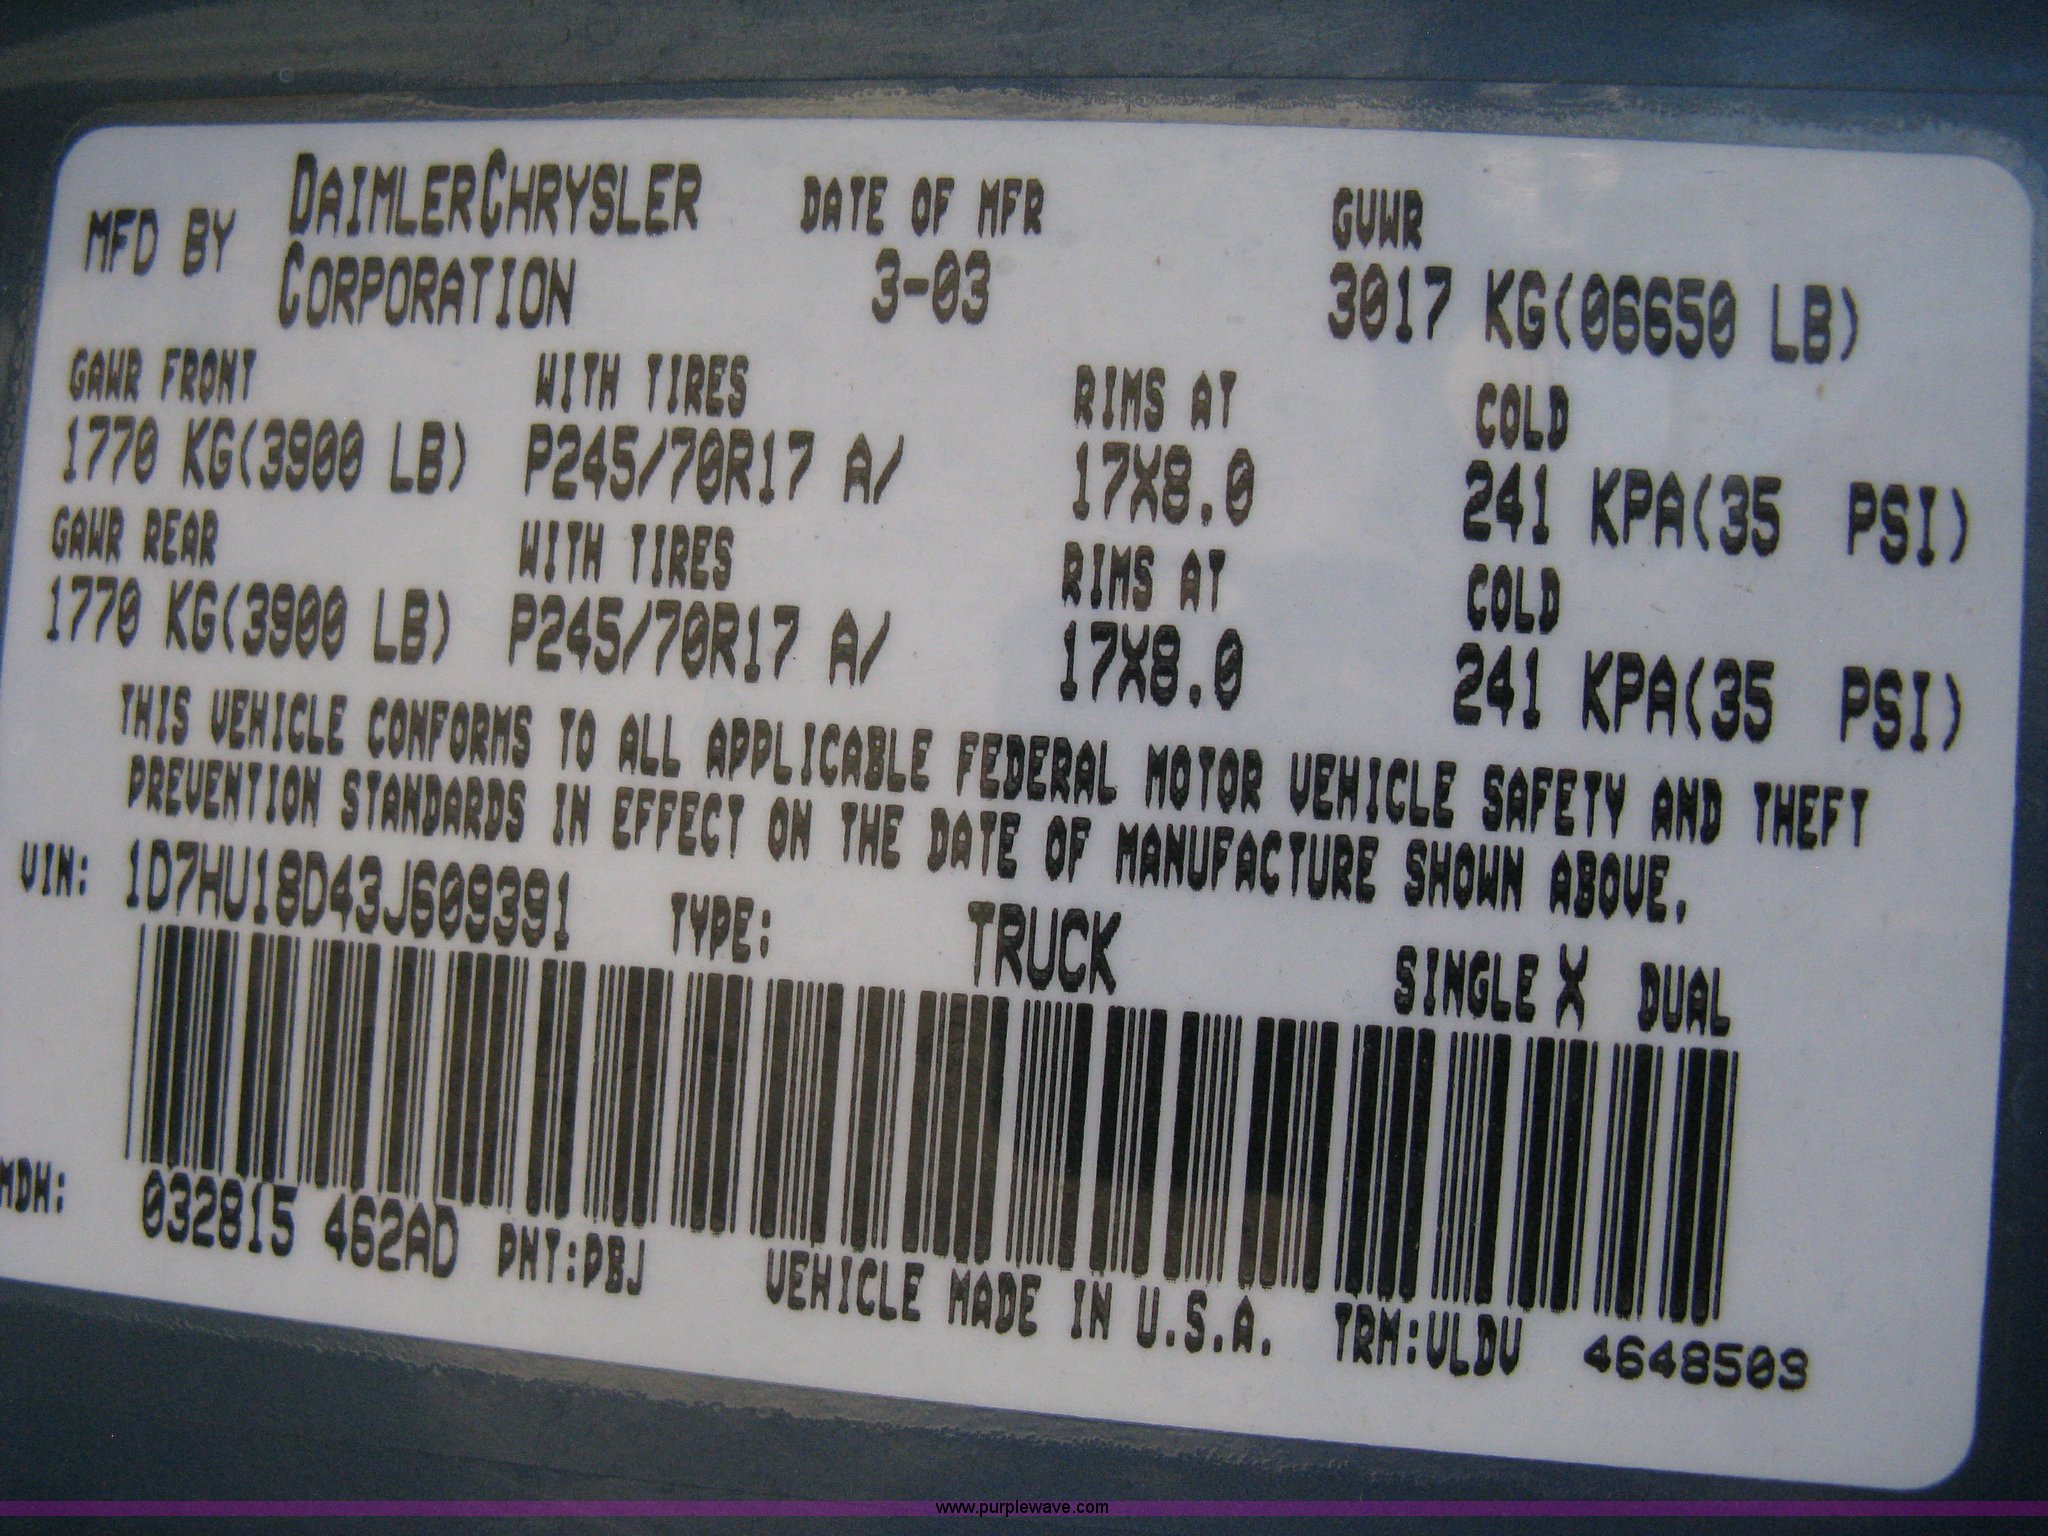 MFD BY DAIMLERCHRYSLER CORPORATION
DATE OF MFR
3-03
GVWR
3017 KG(06650 LB)
GAWR FRONT WITH TIRES RIMS AT COLD
1770 KG(3900 LB) P245/70R17 A/ 17X8.0 241 KPA(35 PSI)
GAWR REAR WITH TIRES RIMS AT COLD
1770 KG(3900 LB) P245/70R17 A/ 17X8.0 241 KPA(35 PSI)
THIS VEHICLE CONFORMS TO ALL APPLICABLE FEDERAL MOTOR VEHICLE SAFETY AND THEFT
PREVENTION STANDARDS IN EFFECT ON THE DATE OF MANUFACTURE SHOWN ABOVE.
VIN: 1D7HU18D43J609391 TYPE: TRUCK SINGLE X DUAL
MDH: 032815 462AD PNT:PBJ VEHICLE MADE IN U.S.A. TRM:VLDV 4648503
www.purplewave.com